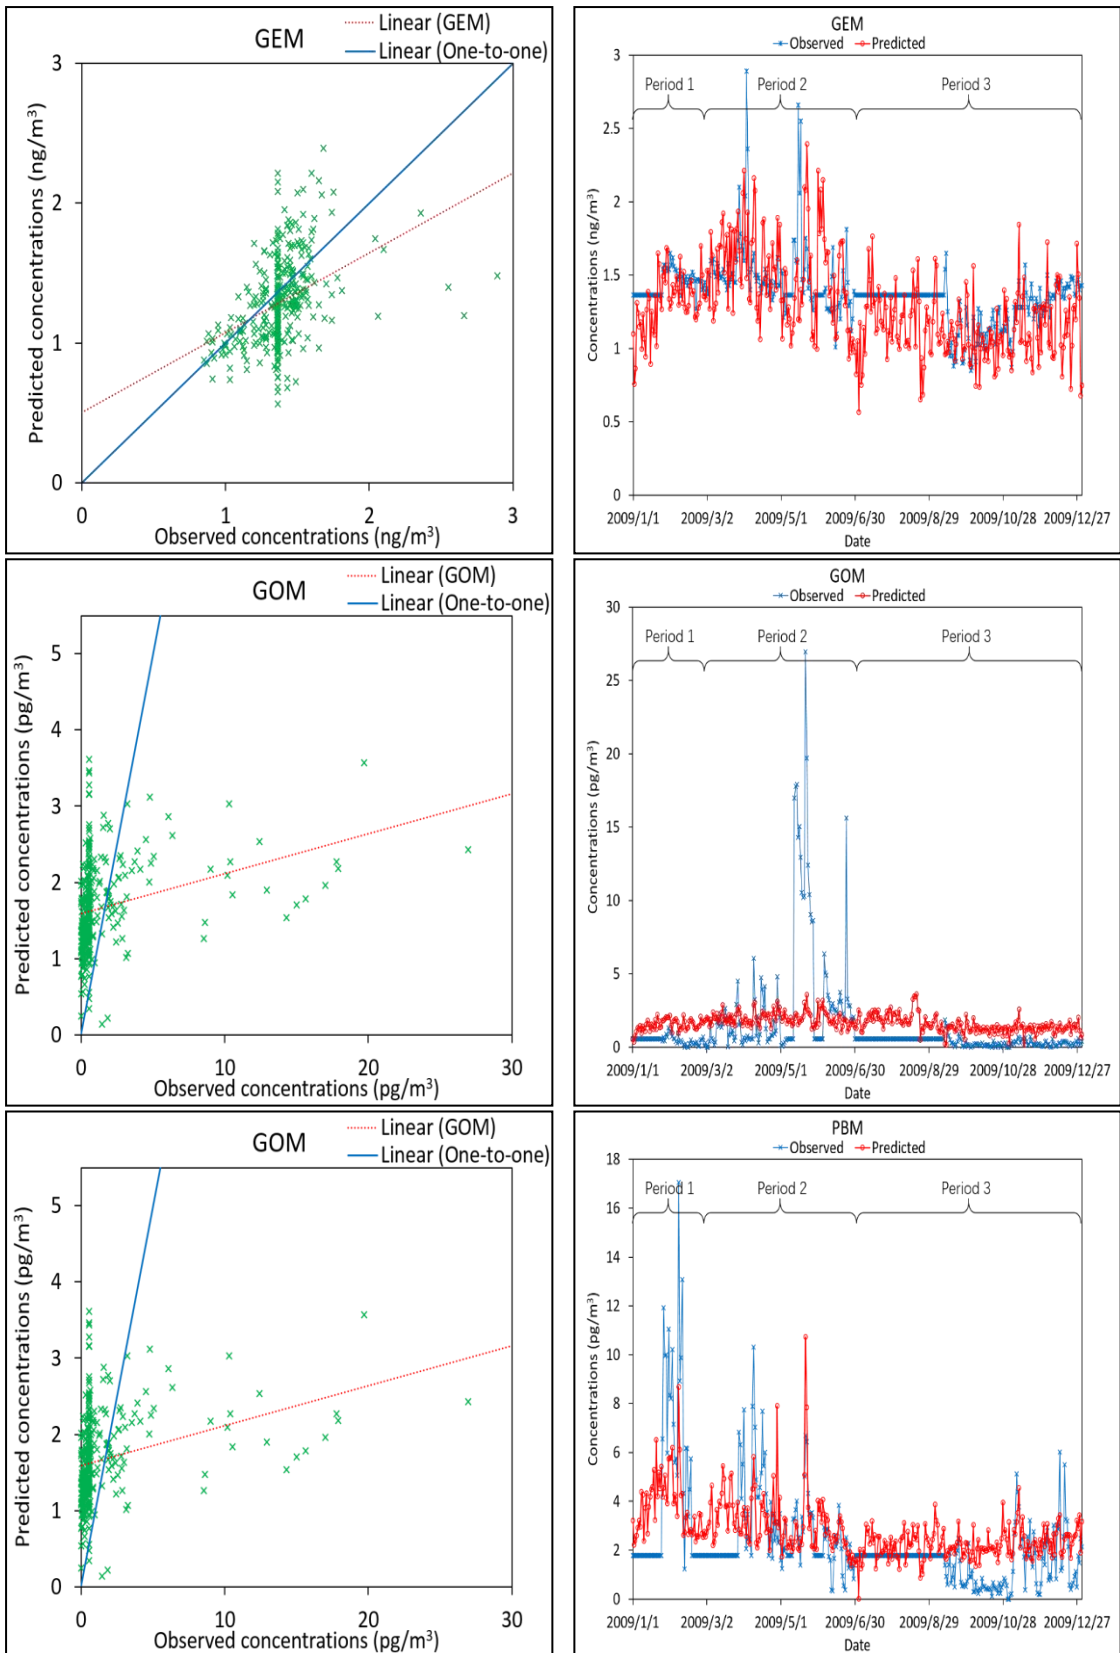 GEM
Linear (GEM)
Linear (One-to-one)
Predicted concentrations (ng/m³)
3
2
1
0
0 1 2 3
Observed concentrations (ng/m³)
GEM
Observed Predicted
Period 1 Period 2 Period 3
Concentrations (ng/m³)
3
2.5
2
1.5
1
0.5
0
2009/1/1 2009/3/2 2009/5/1 2009/6/30 2009/8/29 2009/10/28 2009/12/27
Date
GOM
Linear (GOM)
Linear (One-to-one)
Predicted concentrations (pg/m³)
5
4
3
2
1
0
0 10 20 30
Observed concentrations (pg/m³)
GOM
Observed Predicted
Period 1 Period 2 Period 3
Concentrations (pg/m³)
30
25
20
15
10
5
0
2009/1/1 2009/3/2 2009/5/1 2009/6/30 2009/8/29 2009/10/28 2009/12/27
Date
GOM
Linear (GOM)
Linear (One-to-one)
Predicted concentrations (pg/m³)
5
4
3
2
1
0
0 10 20 30
Observed concentrations (pg/m³)
PBM
Observed Predicted
Period 1 Period 2 Period 3
Concentrations (pg/m³)
18
16
14
12
10
8
6
4
2
0
2009/1/1 2009/3/2 2009/5/1 2009/6/30 2009/8/29 2009/10/28 2009/12/27
Date